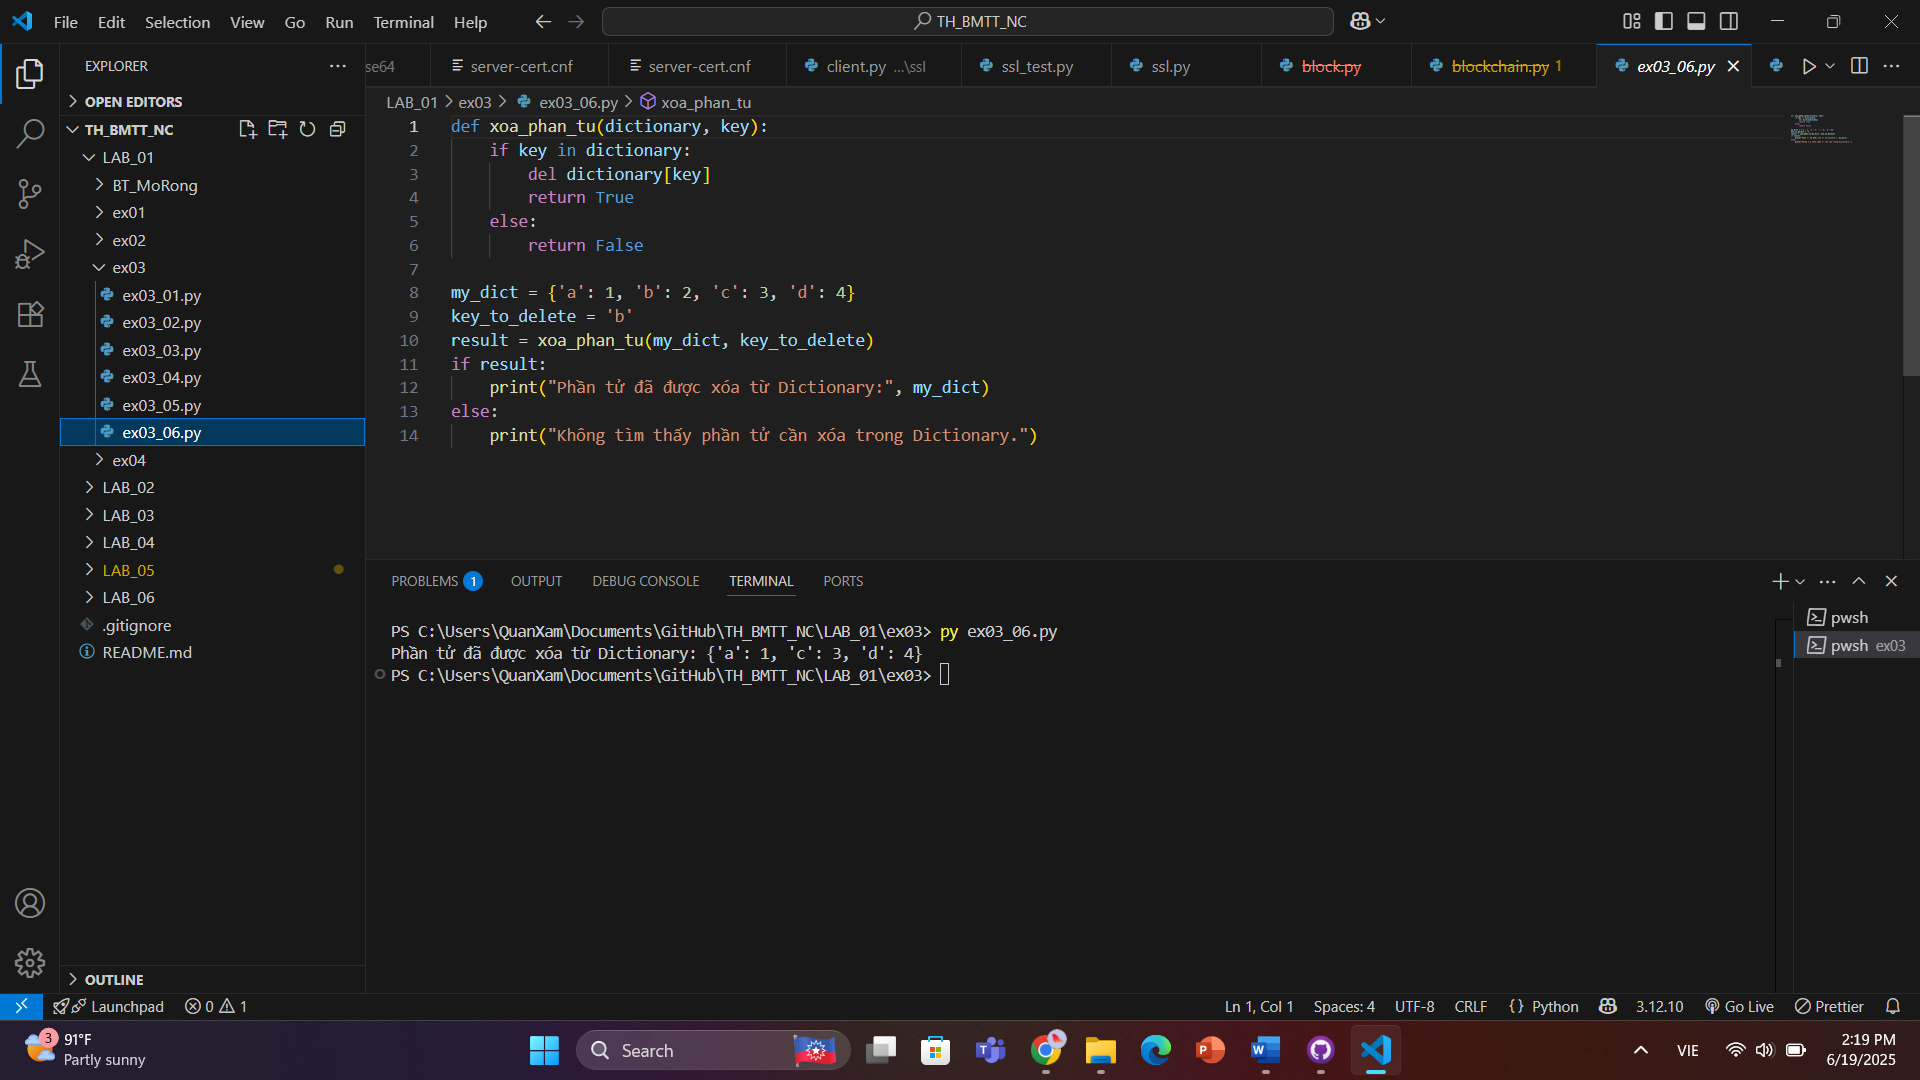 File Edit Selection View Go Run Terminal Help
TH_BMTT_NC
EXPLORER
OPEN EDITORS
TH_BMTT_NC
LAB_01
BT_MoRong
ex01
ex02
ex03
ex03_01.py
ex03_02.py
ex03_03.py
ex03_04.py
ex03_05.py
ex03_06.py
ex04
LAB_02
LAB_03
LAB_04
LAB_05
LAB_06
.gitignore
README.md
OUTLINE
se64 server-cert.cnf server-cert.cnf client.py ...\ssl ssl_test.py ssl.py block.py blockchain.py 1 ex03_06.py
LAB_01 > ex03 > ex03_06.py > xoa_phan_tu
1 def xoa_phan_tu(dictionary, key):
2 if key in dictionary:
3 del dictionary[key]
4 return True
5 else:
6 return False
7
8 my_dict = {'a': 1, 'b': 2, 'c': 3, 'd': 4}
9 key_to_delete = 'b'
10 result = xoa_phan_tu(my_dict, key_to_delete)
11 if result:
12 print("Phần tử đã được xóa từ Dictionary:", my_dict)
13 else:
14 print("Không tìm thấy phần tử cần xóa trong Dictionary.")
PROBLEMS 1 OUTPUT DEBUG CONSOLE TERMINAL PORTS
PS C:\Users\QuanXam\Documents\GitHub\TH_BMTT_NC\LAB_01\ex03> py ex03_06.py
Phần tử đã được xóa từ Dictionary: {'a': 1, 'c': 3, 'd': 4}
PS C:\Users\QuanXam\Documents\GitHub\TH_BMTT_NC\LAB_01\ex03>
pwsh
pwsh ex03
Launchpad 0 1 Ln 1, Col 1 Spaces: 4 UTF-8 CRLF {} Python 3.12.10 Go Live Prettier
3 91°F
Partly sunny
Search
VIE
2:19 PM
6/19/2025